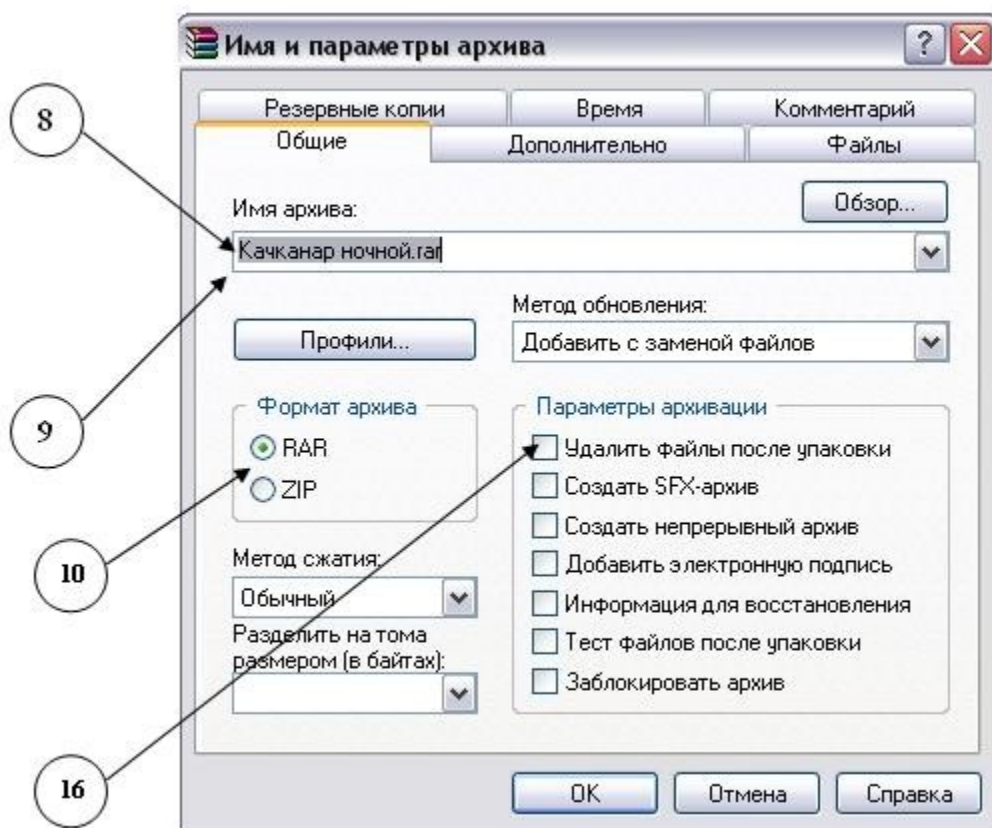 Имя и параметры архива
8
Резервные копии Время Комментарий
Общие Дополнительно Файлы
Имя архива: Обзор...
Качканар ночной.rar
Метод обновления:
Профили... Добавить с заменой файлов
9
Формат архива Параметры архивации
RAR Удалить файлы после упаковки
ZIP Создать SFX-архив
Создать непрерывный архив
10
Метод сжатия: Добавить электронную подпись
Обычный Информация для восстановления
Разделить на тома Тест файлов после упаковки
размером (в байтах):
Заблокировать архив
16
OK Отмена Справка